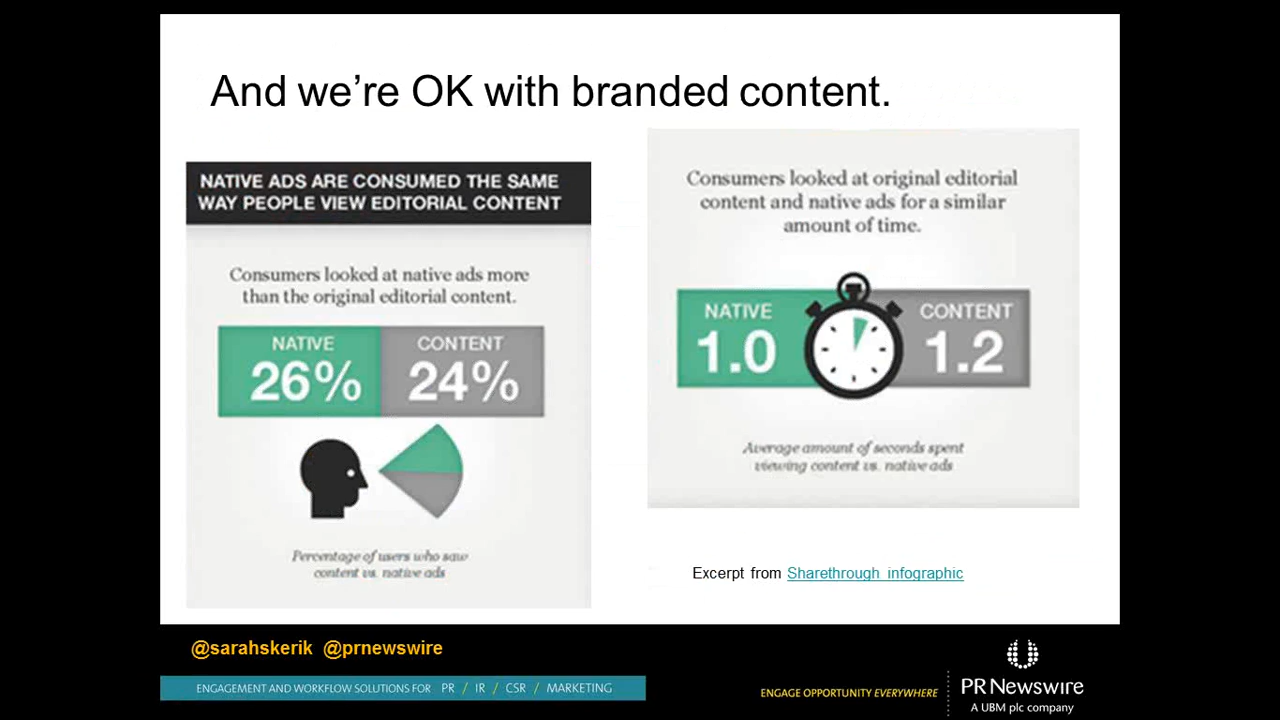 And we're OK with branded content.
NATIVE ADS ARE CONSUMED THE SAME
WAY PEOPLE VIEW EDITORIAL CONTENT
Consumers looked at native ads more
than the original editorial content.
NATIVE
26%
CONTENT
24%
Percentage of users who saw
content vs. native ads
Consumers looked at original editorial
content and native ads for a similar
amount of time.
NATIVE
1.0
CONTENT
1.2
Average amount of seconds spent
viewing content vs. native ads
Excerpt from Sharethrough infographic
@sarahskerik @prnewswire
ENGAGEMENT AND WORKFLOW SOLUTIONS FOR PR / IR / CSR / MARKETING
ENGAGE OPPORTUNITY EVERYWHERE
PR Newswire
A UBM plc company